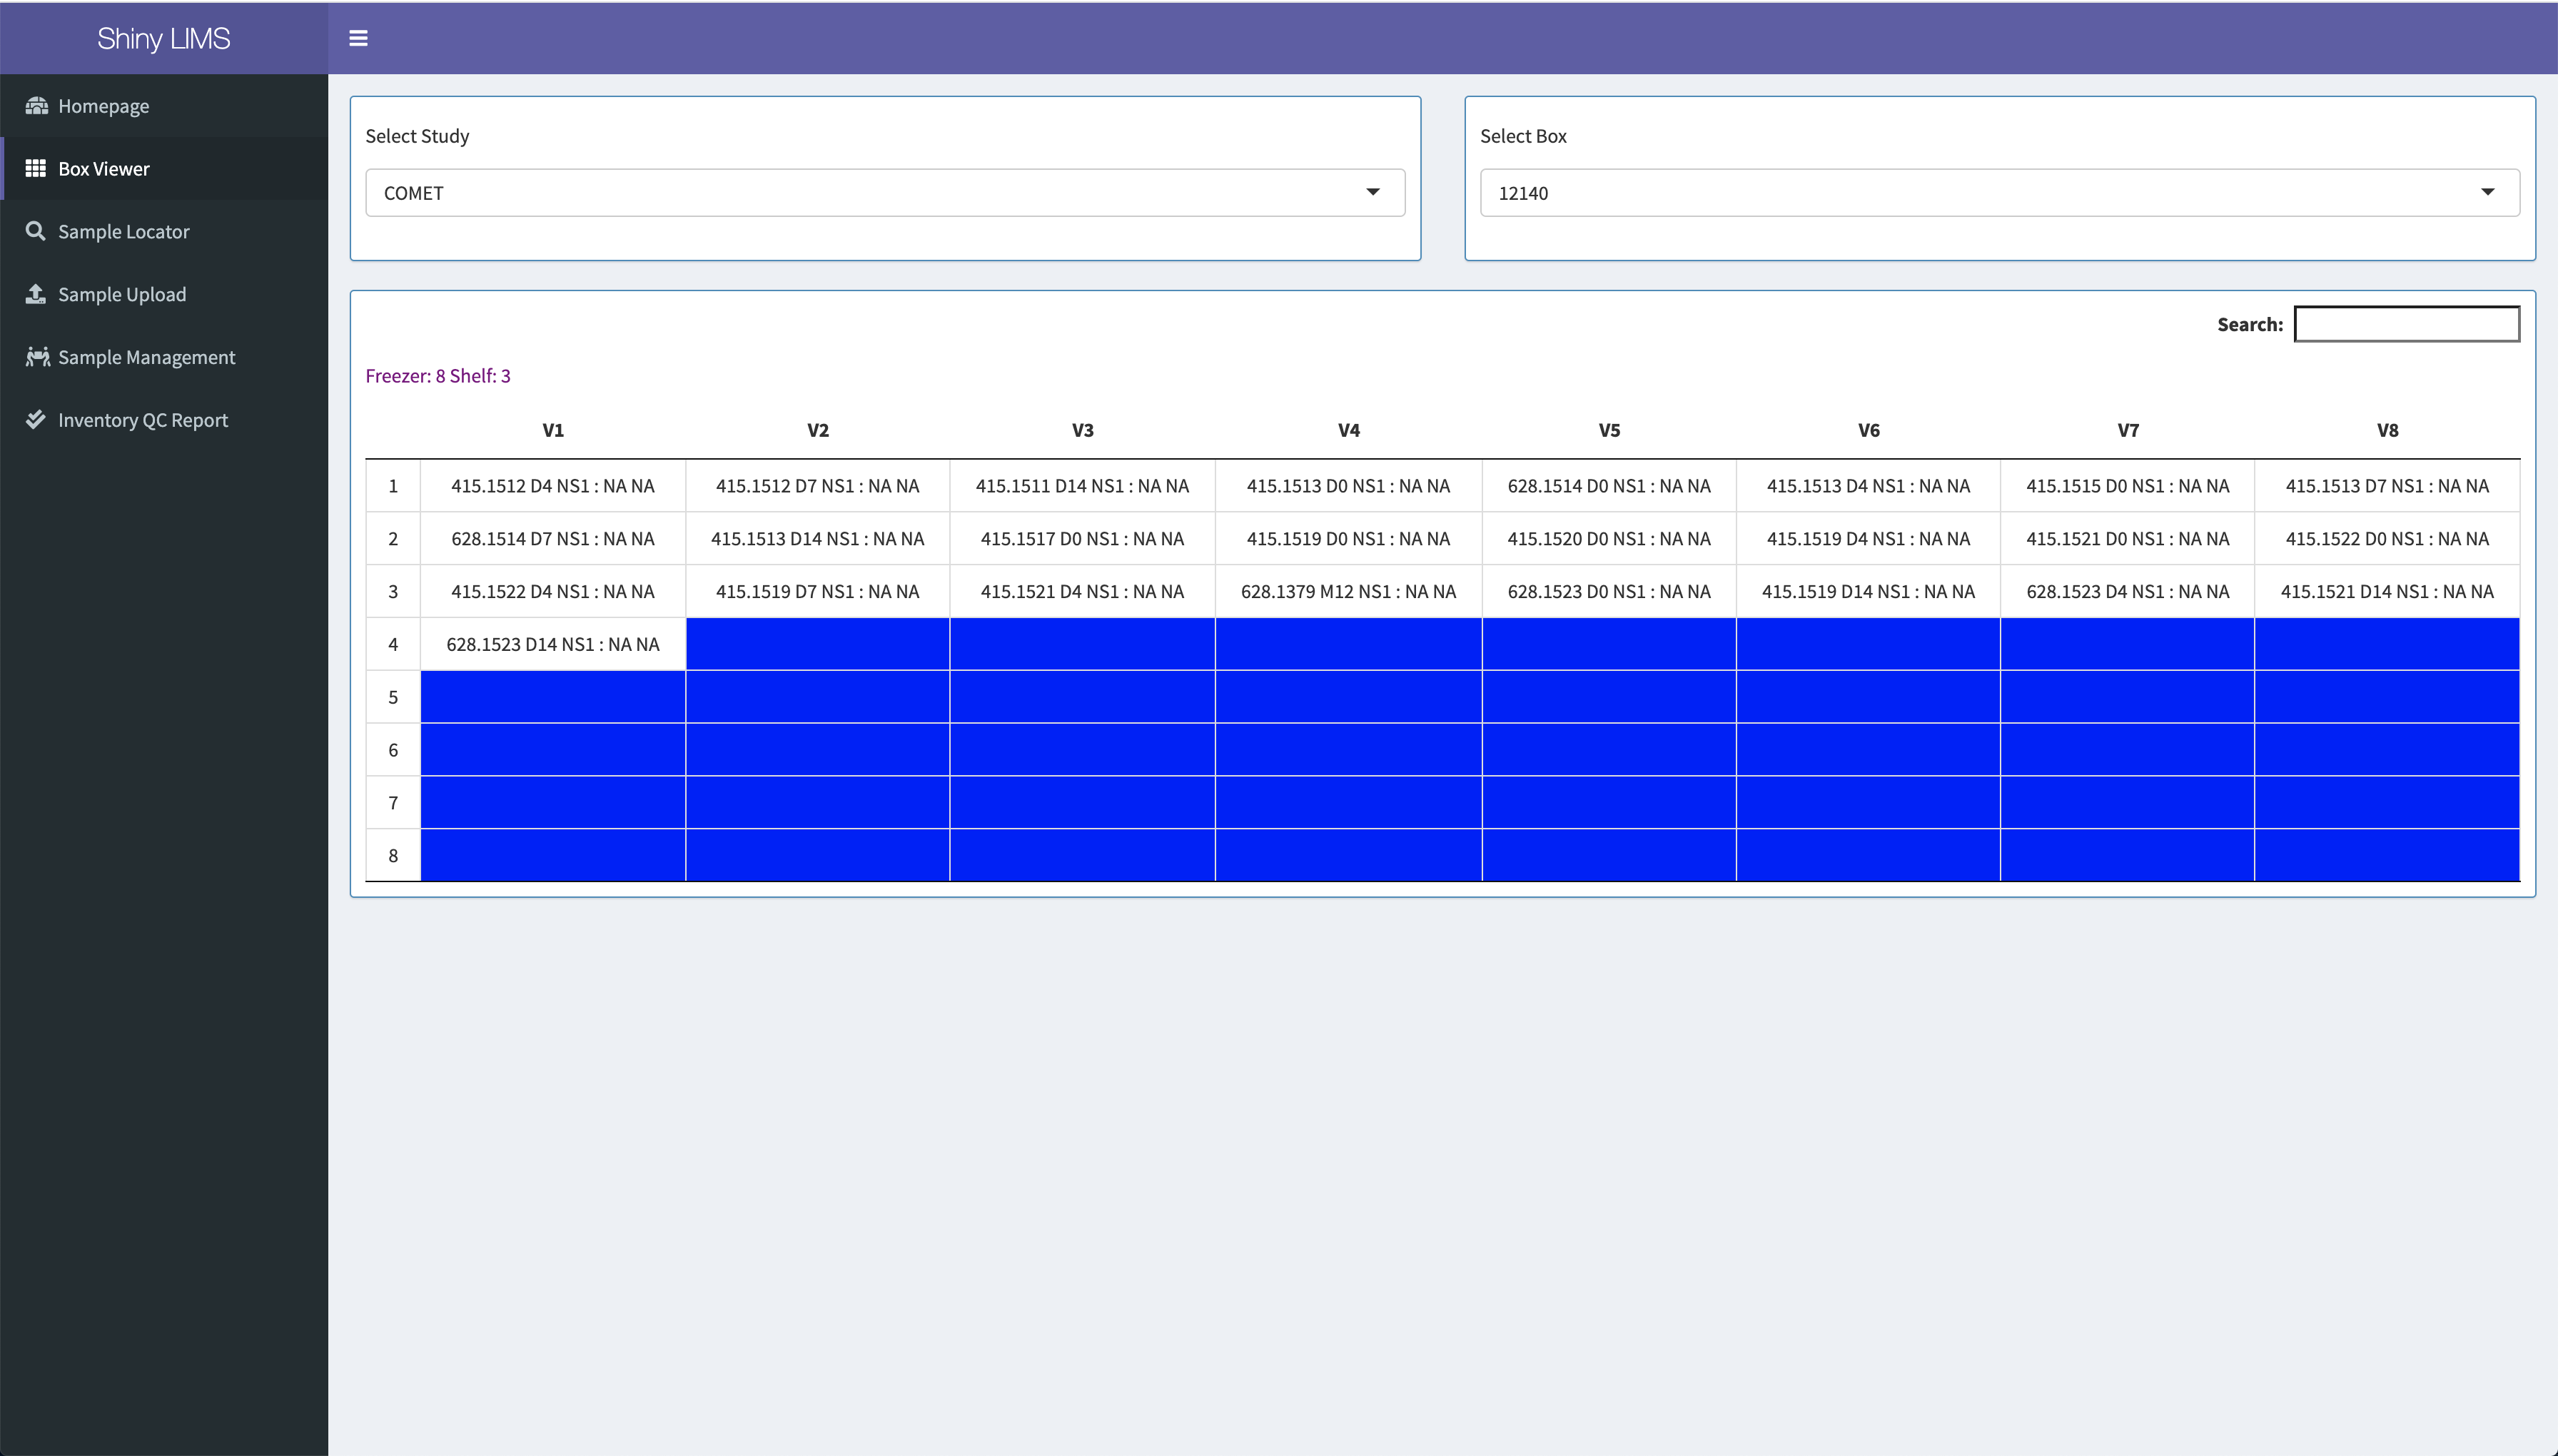 Shiny LIMS
Homepage
Box Viewer
Sample Locator
Sample Upload
Sample Management
Inventory QC Report
Select Study
COMET
Select Box
12140
Search:
Freezer: 8 Shelf: 3
V1 V2 V3 V4 V5 V6 V7 V8
1 415.1512 D4 NS1 : NA NA 415.1512 D7 NS1 : NA NA 415.1511 D14 NS1 : NA NA 415.1513 D0 NS1 : NA NA 628.1514 D0 NS1 : NA NA 415.1513 D4 NS1 : NA NA 415.1515 D0 NS1 : NA NA 415.1513 D7 NS1 : NA NA
2 628.1514 D7 NS1 : NA NA 415.1513 D14 NS1 : NA NA 415.1517 D0 NS1 : NA NA 415.1519 D0 NS1 : NA NA 415.1520 D0 NS1 : NA NA 415.1519 D4 NS1 : NA NA 415.1521 D0 NS1 : NA NA 415.1522 D0 NS1 : NA NA
3 415.1522 D4 NS1 : NA NA 415.1519 D7 NS1 : NA NA 415.1521 D4 NS1 : NA NA 628.1379 M12 NS1 : NA NA 628.1523 D0 NS1 : NA NA 415.1519 D14 NS1 : NA NA 628.1523 D4 NS1 : NA NA 415.1521 D14 NS1 : NA NA
4 628.1523 D14 NS1 : NA NA
5
6
7
8